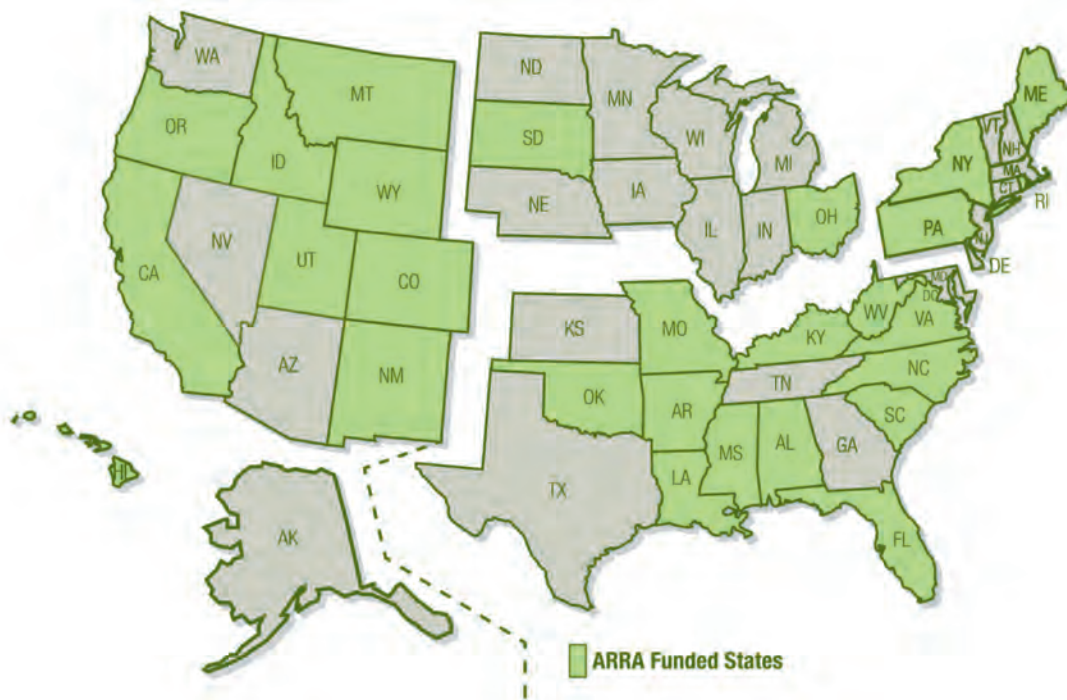 WA
ND
MT
MN
ME
OR
SD
WI
VT
NH
ID
MI
NY
MA
WY
CT
NE
IA
RI
NV
OH
PA
IL
IN
NJ
CA
UT
DE
CO
MD
DC
WV
VA
KS
MO
KY
AZ
NM
TN
NC
OK
AR
SC
MS
AL
GA
HI
LA
TX
AK
FL
ARRA Funded States